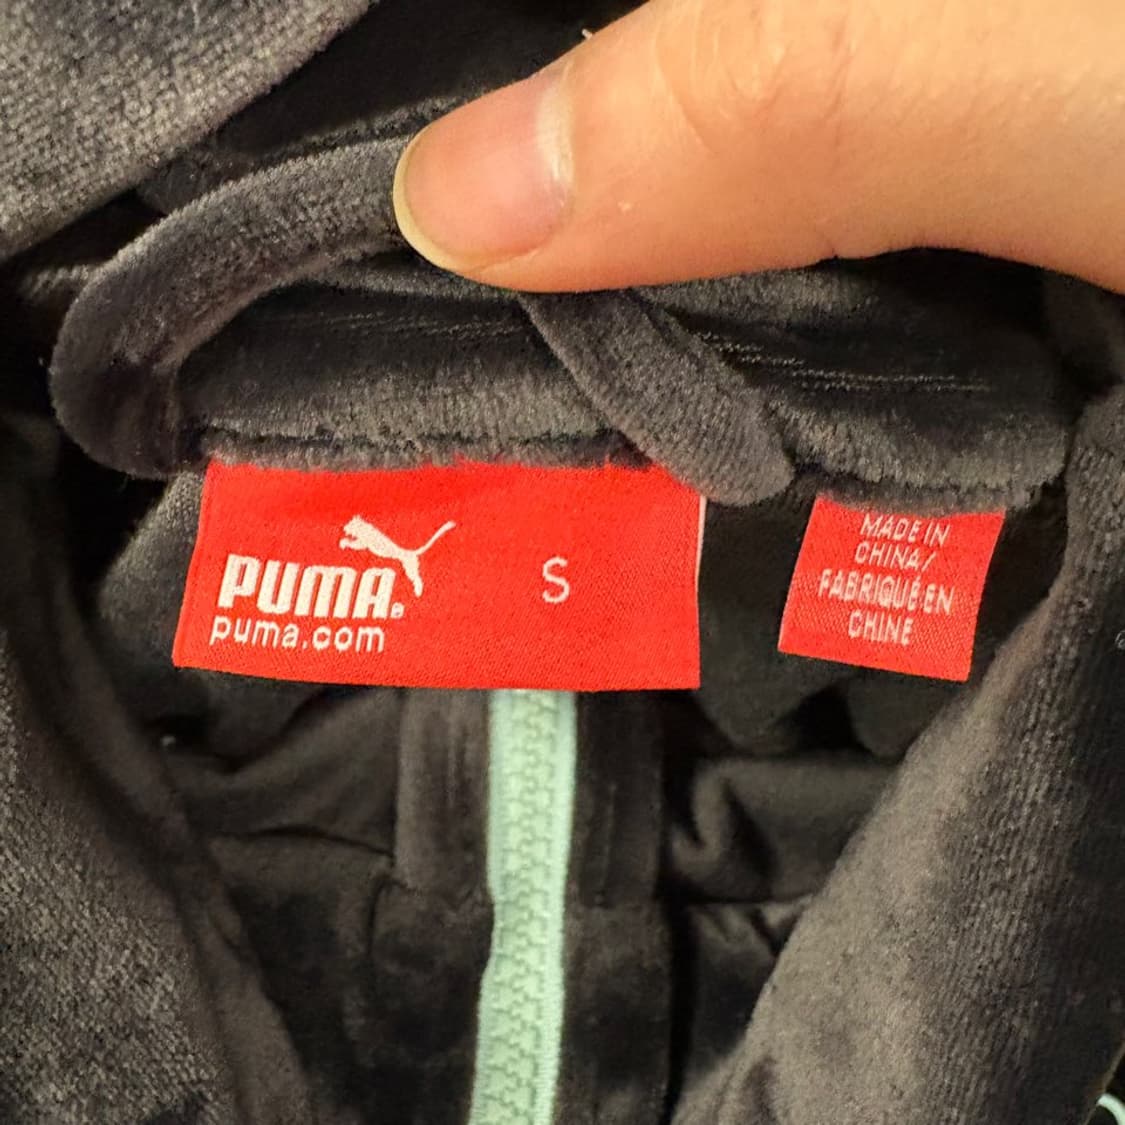 PUMA®
puma.com
S
MADE IN
CHINA/
FABRIQUÉ EN
CHINE